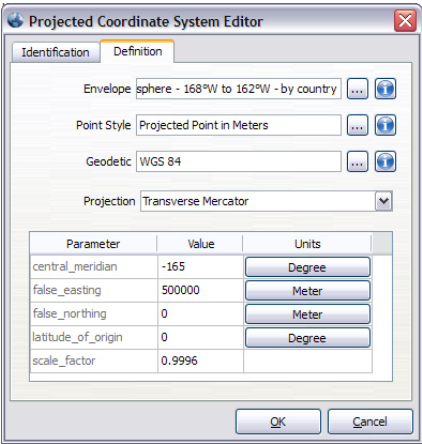 Projected Coordinate System Editor
Identification Definition
Envelope sphere - 168°W to 162°W - by country ...
Point Style Projected Point in Meters ...
Geodetic WGS 84 ...
Projection Transverse Mercator
Parameter Value Units
central_meridian -165 Degree
false_easting 500000 Meter
false_northing 0 Meter
latitude_of_origin 0 Degree
scale_factor 0.9996
OK Cancel